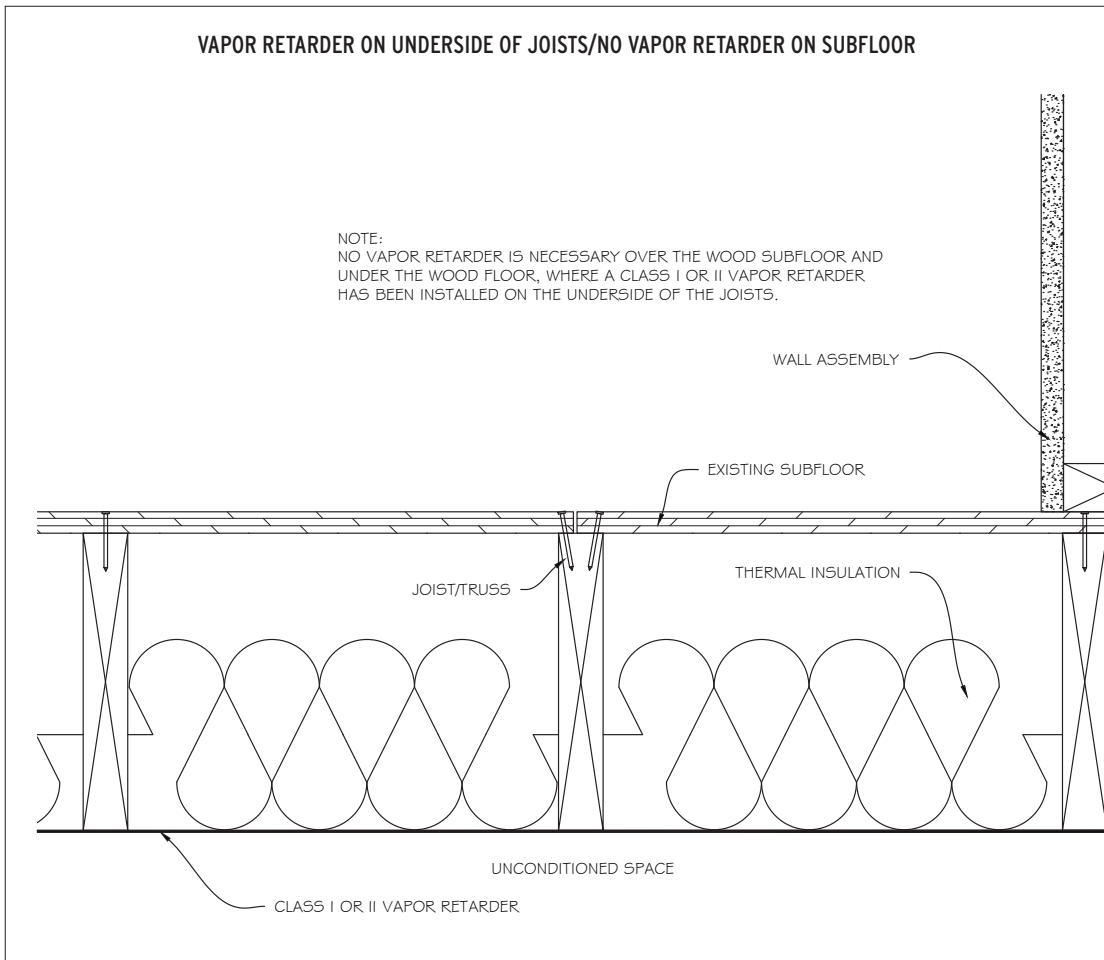 VAPOR RETARDER ON UNDERSIDE OF JOISTS/NO VAPOR RETARDER ON SUBFLOOR
NOTE:
NO VAPOR RETARDER IS NECESSARY OVER THE WOOD SUBFLOOR AND
UNDER THE WOOD FLOOR, WHERE A CLASS I OR II VAPOR RETARDER
HAS BEEN INSTALLED ON THE UNDERSIDE OF THE JOISTS.
WALL ASSEMBLY
EXISTING SUBFLOOR
THERMAL INSULATION
JOIST/TRUSS
UNCONDITIONED SPACE
CLASS I OR II VAPOR RETARDER